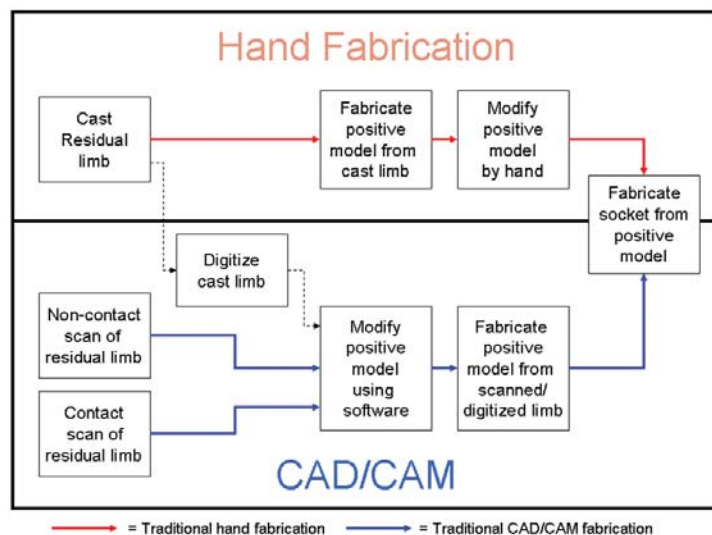 Hand Fabrication
Cast
Residual
limb
Fabricate
positive
model from
cast limb
Modify
positive
model
by hand
Fabricate
socket from
positive
model
Digitize
cast limb
Non-contact
scan of
residual limb
Contact
scan of
residual limb
Modify
positive
model
using
software
Fabricate
positive
model from
scanned/
digitized limb
CAD/CAM
= Traditional hand fabrication
= Traditional CAD/CAM fabrication